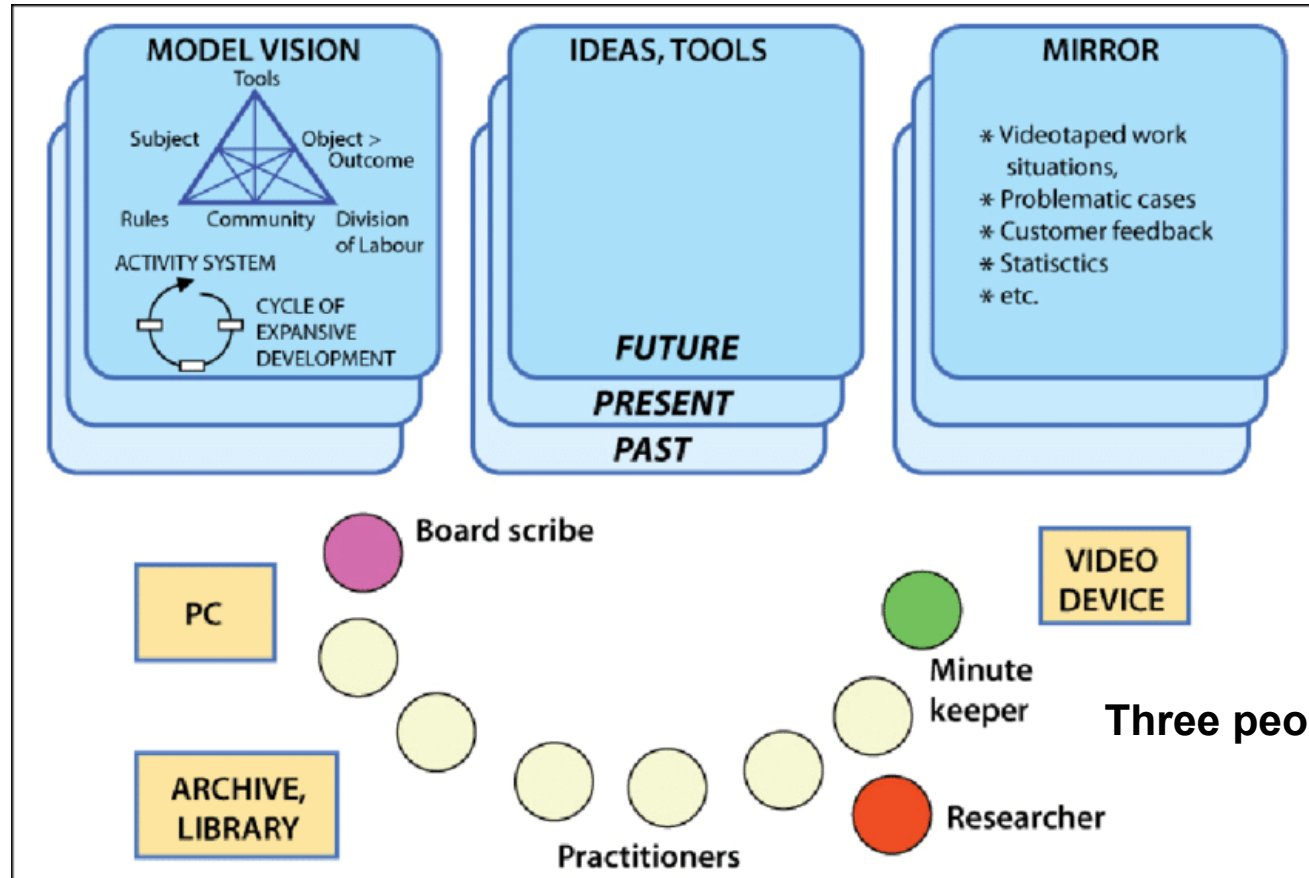 MODEL VISION
Tools
Subject
Object >
Outcome
Rules
Community
Division
of Labour
ACTIVITY SYSTEM
CYCLE OF
EXPANSIVE
DEVELOPMENT
IDEAS, TOOLS
FUTURE
PRESENT
PAST
MIRROR
* Videotaped work
situations,
* Problematic cases
* Customer feedback
* Statisctics
* etc.
Board scribe
PC
VIDEO
DEVICE
Minute
keeper
Three peo
ARCHIVE,
LIBRARY
Researcher
Practitioners